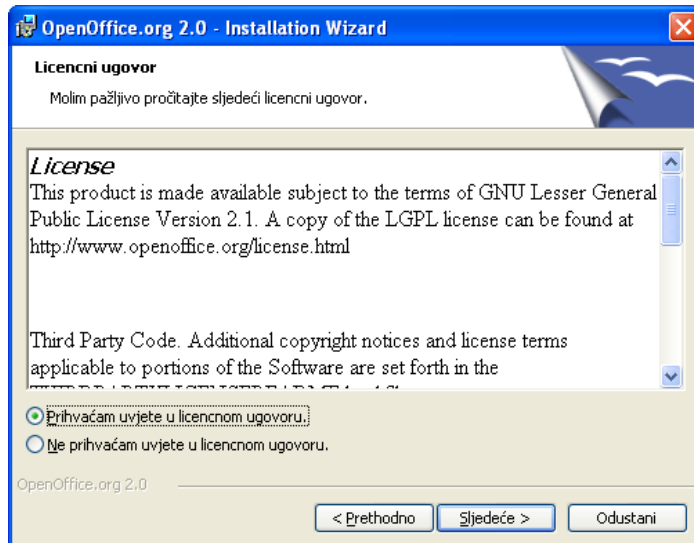 OpenOffice.org 2.0 - Installation Wizard
Licencni ugovor
Molim pažljivo pročitajte sljedeći licencni ugovor.
License
This product is made available subject to the terms of GNU Lesser General
Public License Version 2.1. A copy of the LGPL license can be found at
http://www.openoffice.org/license.html
Third Party Code. Additional copyright notices and license terms
applicable to portions of the Software are set forth in the
Prihvaćam uvjete u licencnom ugovoru.
Ne prihvaćam uvjete u licencnom ugovoru.
OpenOffice.org 2.0
< Prethodno
Sljedeće >
Odustani